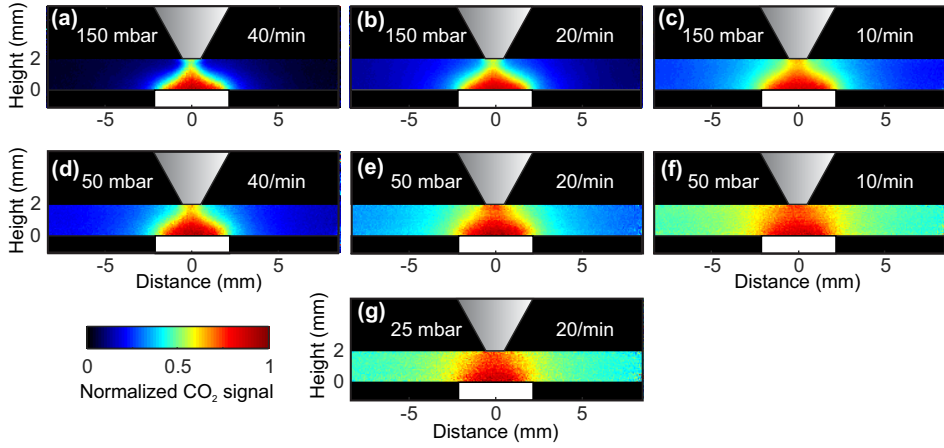 (a)
150 mbar 40/min
(b)
150 mbar 20/min
(c)
150 mbar 10/min
Height (mm)
2
0
-5 0 5
-5 0 5
-5 0 5
(d)
50 mbar 40/min
(e)
50 mbar 20/min
(f)
50 mbar 10/min
Height (mm)
2
0
-5 0 5
-5 0 5
-5 0 5
Distance (mm)
Distance (mm)
Distance (mm)
(g)
25 mbar 20/min
Height (mm)
2
0
-5 0 5
Distance (mm)
0 0.5 1
Normalized CO₂ signal